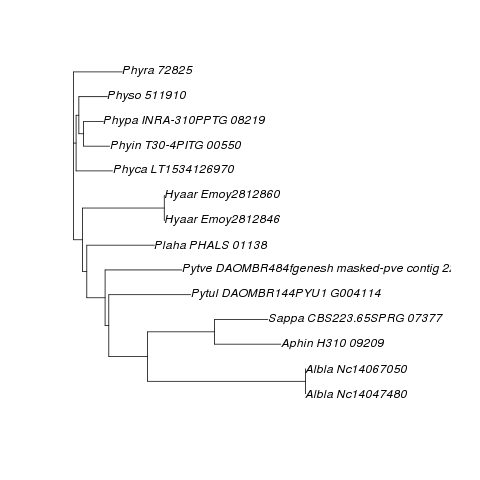 Phyra 72825
Physo 511910
Phypa INRA-310PPTG 08219
Phyin T30-4PITG 00550
Phyca LT1534126970
Hyaar Emoy2812860
Hyaar Emoy2812846
Plaha PHALS 01138
Pytve DAOMBR484fgenesh masked-pve contig
Pytul DAOMBR144PYU1 G004114
Sappa CBS223.65SPRG 07377
Aphin H310 09209
Albla Nc14067050
Albla Nc14047480